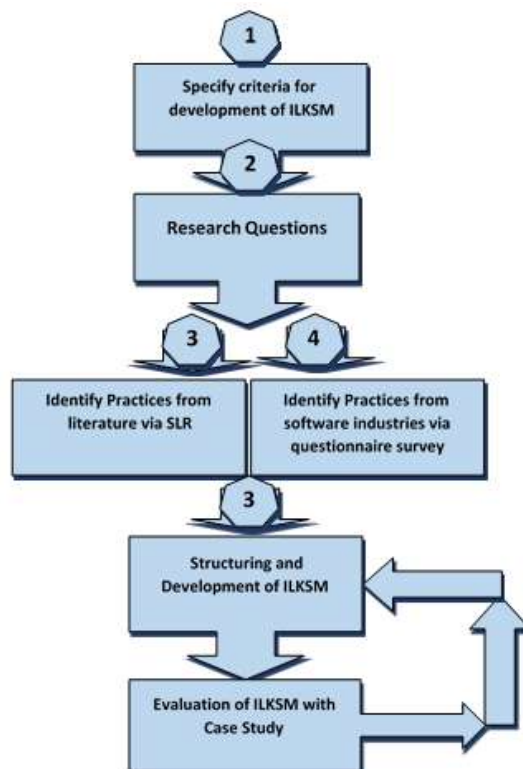 1
Specify criteria for
development of ILKSM
2
Research Questions
3
4
Identify Practices from
literature via SLR
Identify Practices from
software industries via
questionnaire survey
3
Structuring and
Development of ILKSM
Evaluation of ILKSM with
Case Study